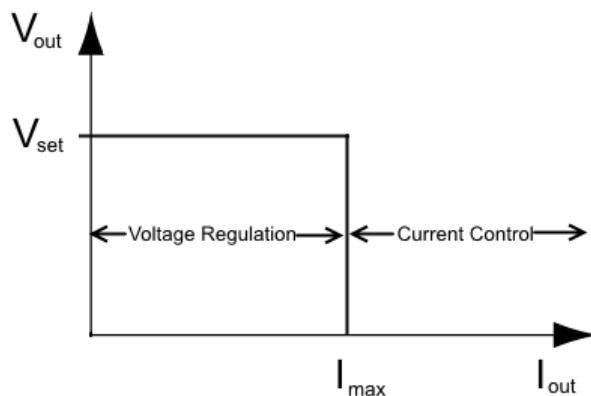 Vout
Vset
Voltage Regulation
Current Control
Imax
Iout